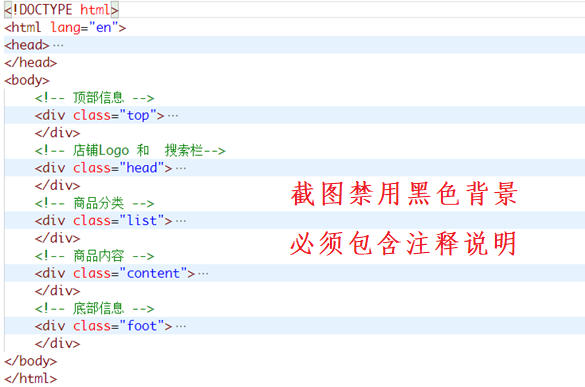 <!DOCTYPE html>
<html lang="en">
<head>…
</head>
<body>
<!-- 顶部信息 -->
<div class="top">…
</div>
<!-- 店铺Logo 和  搜索栏-->
<div class="head">…
</div>
<!-- 商品分类 -->
<div class="list">…
</div>
<!-- 商品内容 -->
<div class="content">…
</div>
<!-- 底部信息 -->
<div class="foot">…
</div>
</body>
</html>
截图禁用黑色背景
必须包含注释说明